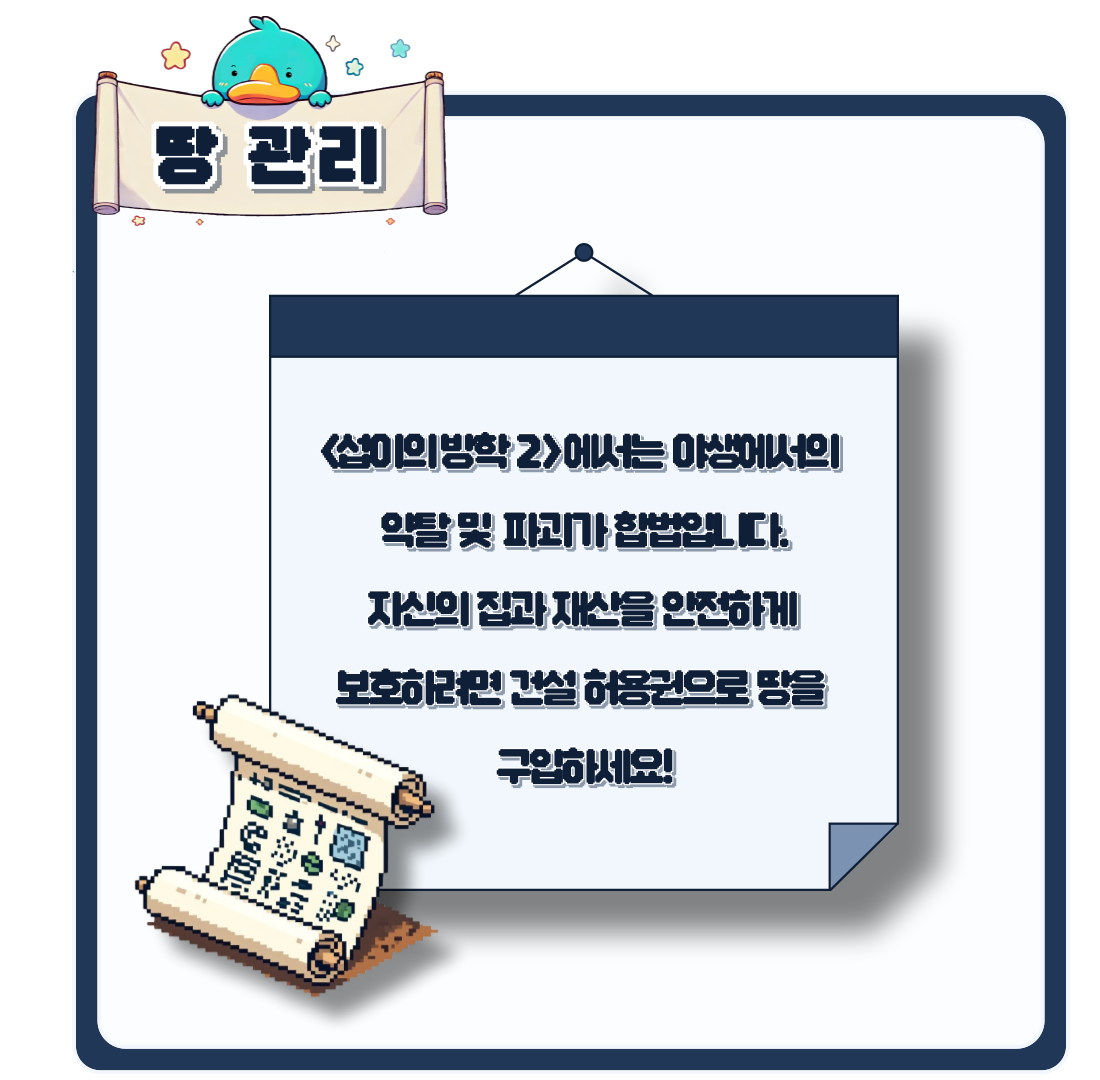 땅 관리
<섭이의 방학 2> 에서는 야생에서의
약탈 및 파괴가 합법입니다.
자신의 집과 재산을 안전하게
보호하려면 건설 허용권으로 땅을
구입하세요!